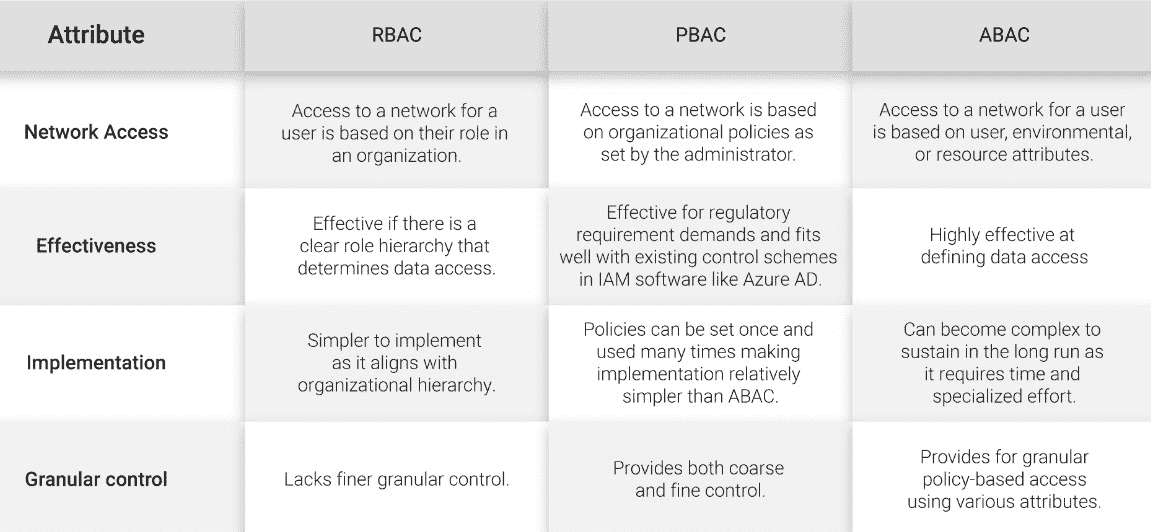 Attribute
RBAC
PBAC
ABAC
Network Access
Access to a network for a
user is based on their role in
an organization.
Access to a network is based
on organizational policies as
set by the administrator.
Access to a network for a user
is based on user, environmental,
or resource attributes.
Effectiveness
Effective if there is a
clear role hierarchy that
determines data access.
Effective for regulatory
requirement demands and fits
well with existing control schemes
in IAM software like Azure AD.
Highly effective at
defining data access
Implementation
Simpler to implement
as it aligns with
organizational hierarchy.
Policies can be set once and
used many times making
implementation relatively
simpler than ABAC.
Can become complex to
sustain in the long run as
it requires time and
specialized effort.
Granular control
Lacks finer granular control.
Provides both coarse
and fine control.
Provides for granular
policy-based access
using various attributes.